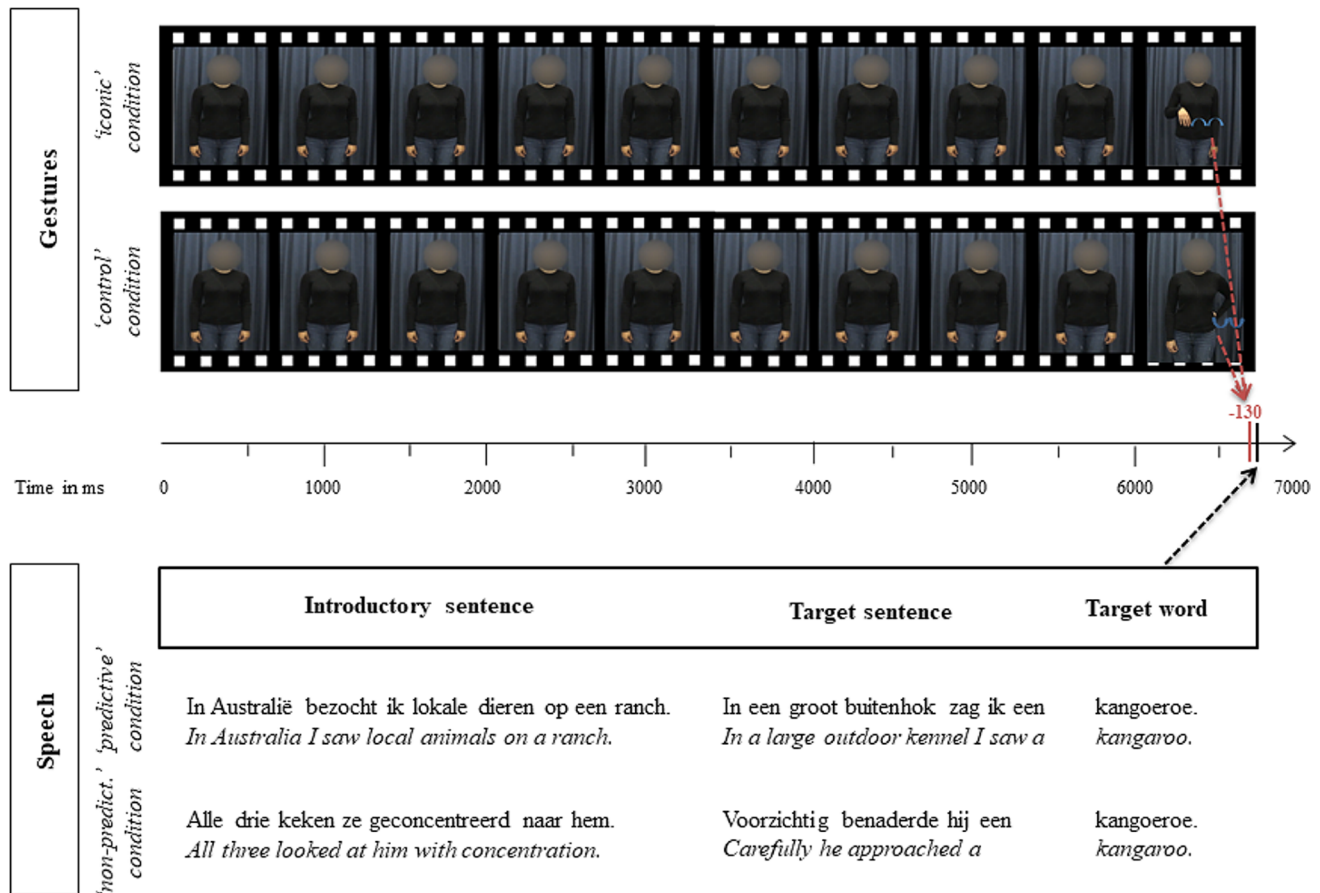 Gestures
'iconic'
condition
'control'
condition
-130
Time in ms
0 1000 2000 3000 4000 5000 6000 7000
Speech
Introductory sentence Target sentence Target word
'predictive'
condition
In Australië bezocht ik lokale dieren op een ranch. In een groot buitenhok zag ik een kangoeroe.
In Australia I saw local animals on a ranch. In a large outdoor kennel I saw a kangaroo.
'non-predict.'
condition
Alle drie keken ze geconcentreerd naar hem. Voorzichtig benaderde hij een kangoeroe.
All three looked at him with concentration. Carefully he approached a kangaroo.